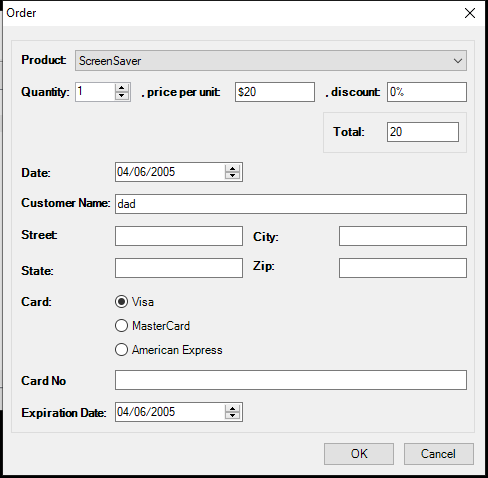 Order
Product: ScreenSaver
Quantity: 1 , price per unit: $20 , discount: 0%
Total: 20
Date: 04/06/2005
Customer Name: dad
Street: City:
State: Zip:
Card: Visa
MasterCard
American Express
Card No
Expiration Date: 04/06/2005
OK Cancel